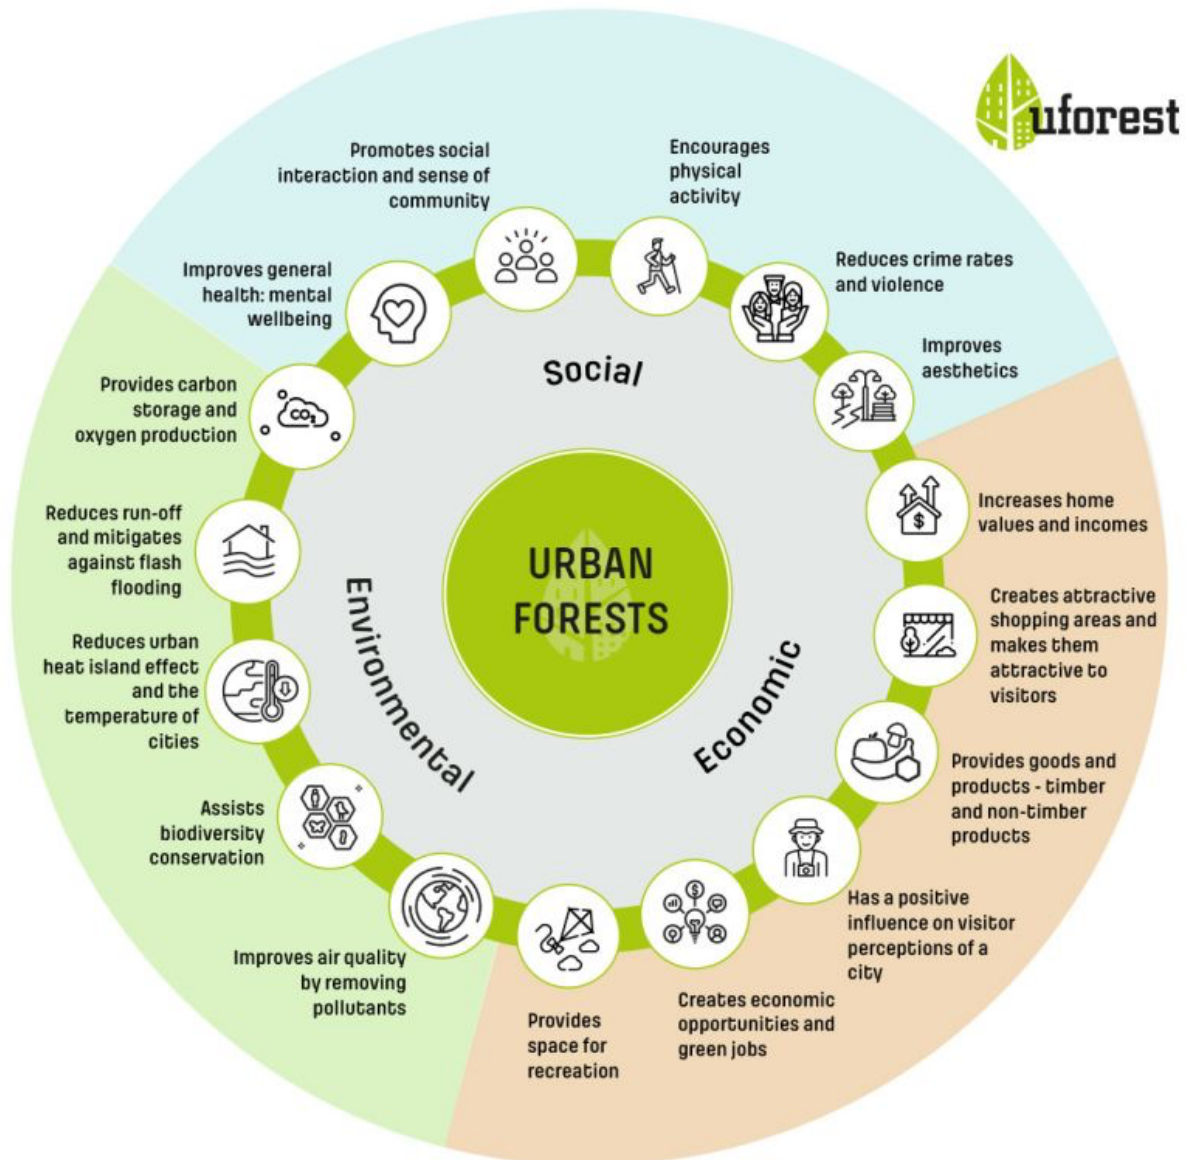 uforest
Promotes social
interaction and sense of
community
Encourages
physical
activity
Improves general
health: mental
wellbeing
Reduces crime rates
and violence
Improves
aesthetics
Social
Provides carbon
storage and
oxygen production
CO₂
Increases home
values and incomes
$
Reduces run-off
and mitigates
against flash
flooding
URBAN
FORESTS
Environmental
Economic
Creates attractive
shopping areas and
makes them
attractive to
visitors
Reduces urban
heat island effect
and the
temperature of
cities
Provides goods and
products - timber
and non-timber
products
Assists
biodiversity
conservation
Has a positive
influence on visitor
perceptions of a
city
$
Improves air quality
by removing
pollutants
Creates economic
opportunities and
green jobs
Provides
space for
recreation